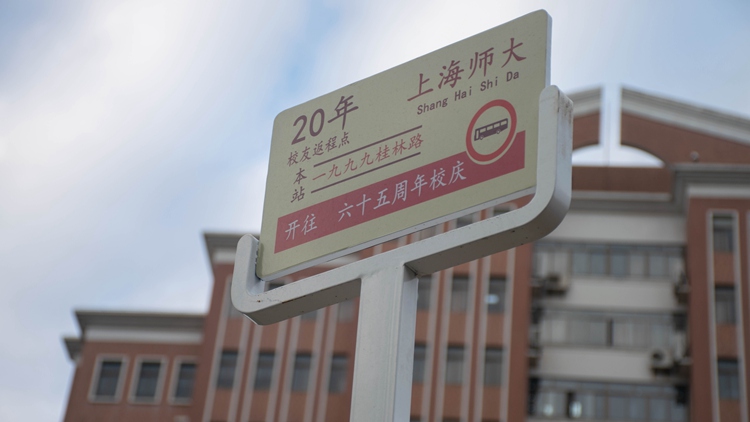 20年
上海师大
Shang Hai Shi Da
校友返程点
本站
一九九九桂林路
开往 六十五周年校庆